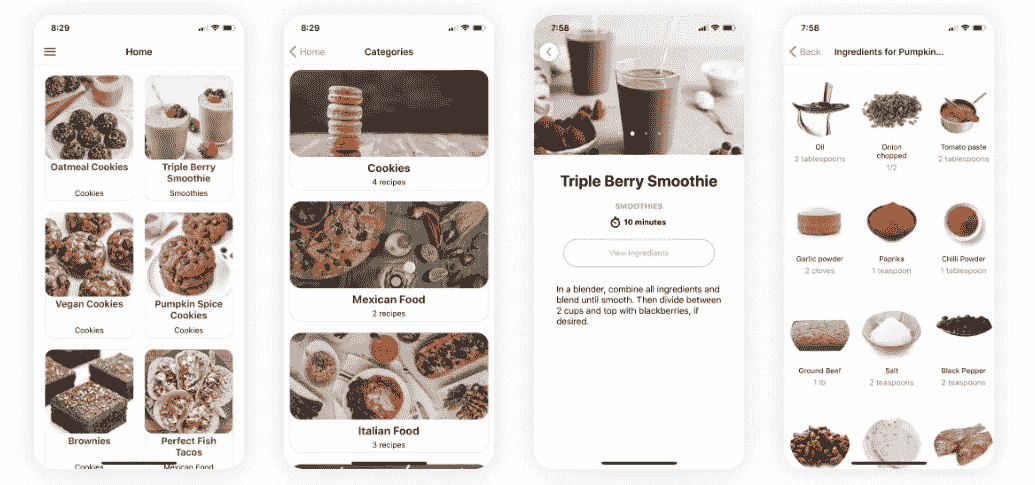 8:29
Home
Oatmeal Cookies
Cookies
Triple Berry
Smoothie
Smoothies
Vegan Cookies
Cookies
Pumpkin Spice
Cookies
Cookies
Brownies
Cookies
Perfect Fish
Tacos
Mexican Food
8:29
Home
Categories
Cookies
4 recipes
Mexican Food
2 recipes
Italian Food
3 recipes
7:58
Triple Berry Smoothie
SMOOTHIES
10 minutes
View Ingredients
In a blender, combine all ingredients and
blend until smooth. Then divide between
2 cups and top with blackberries, if
desired.
7:58
Back
Ingredients for Pumpkin...
Oil
2 tablespoons
Onion
chopped
1/2
Tomato paste
2 tablespoons
Garlic powder
2 cloves
Paprika
1 teaspoon
Chilli Powder
1 tablespoon
Ground Beef
1 lb
Salt
2 teaspoons
Black Pepper
2 teaspoons